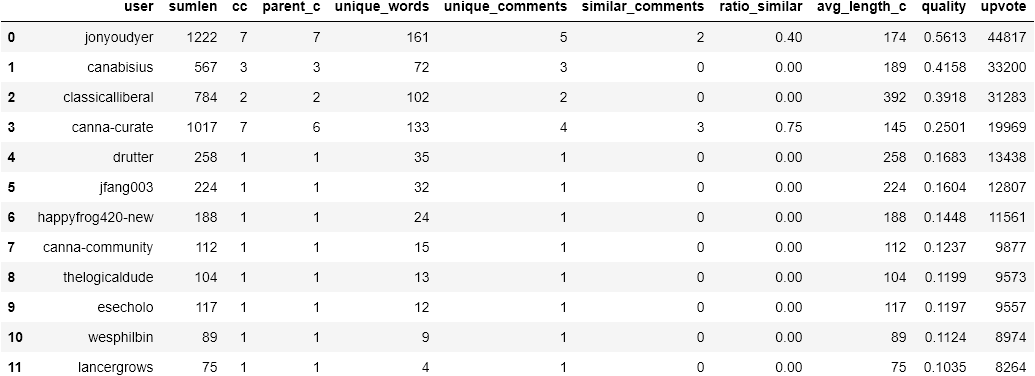 user sumlen cc parent_c unique_words unique_comments similar_comments ratio_similar avg_length_c quality upvote
0 jonyoudyer 1222 7 7 161 5 2 0.40 174 0.5613 44817
1 canabisius 567 3 3 72 3 0 0.00 189 0.4158 33200
2 classicalliberal 784 2 2 102 2 0 0.00 392 0.3918 31283
3 canna-curate 1017 7 6 133 4 3 0.75 145 0.2501 19969
4 drutter 258 1 1 35 1 0 0.00 258 0.1683 13438
5 jfang003 224 1 1 32 1 0 0.00 224 0.1604 12807
6 happyfrog420-new 188 1 1 24 1 0 0.00 188 0.1448 11561
7 canna-community 112 1 1 15 1 0 0.00 112 0.1237 9877
8 thelogicaldude 104 1 1 13 1 0 0.00 104 0.1199 9573
9 esecholo 117 1 1 12 1 0 0.00 117 0.1197 9557
10 wesphilbin 89 1 1 9 1 0 0.00 89 0.1124 8974
11 lancergrows 75 1 1 4 1 0 0.00 75 0.1035 8264